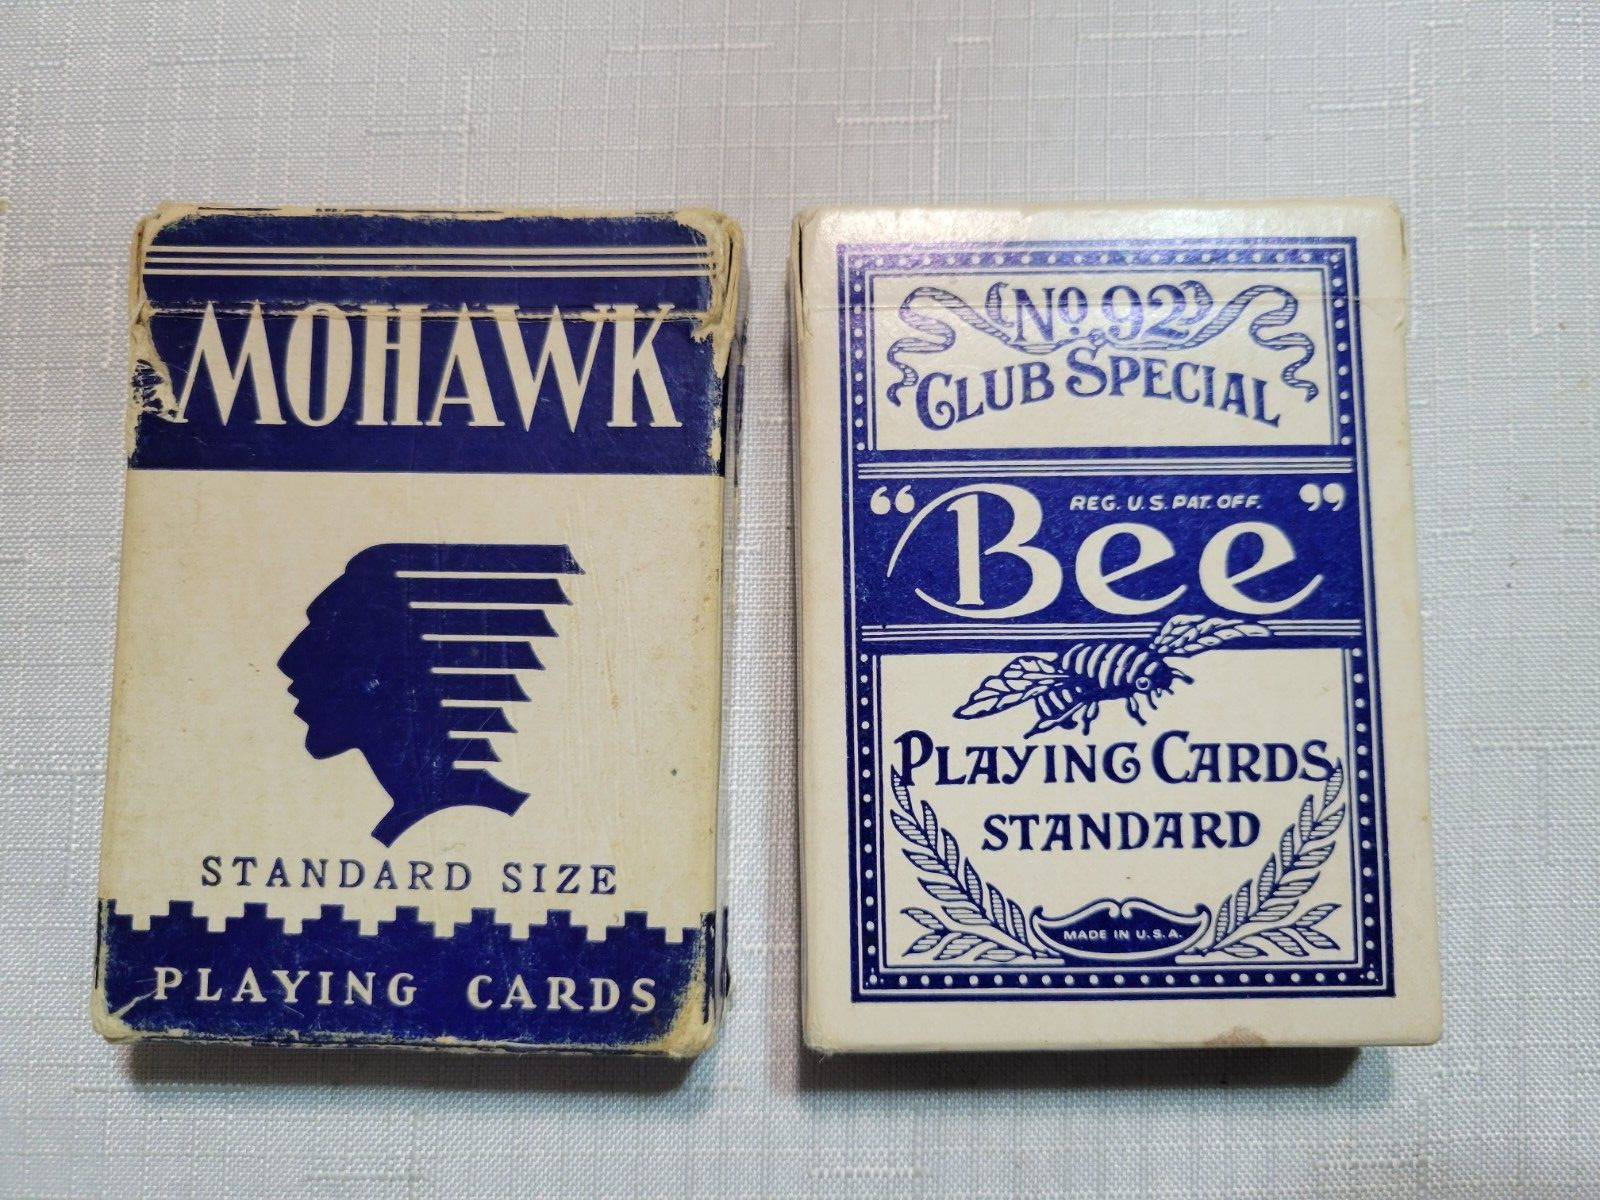 MOHAWK
STANDARD SIZE
PLAYING CARDS
No. 92
CLUB SPECIAL
"Bee"
REG. U.S. PAT. OFF.
PLAYING CARDS
STANDARD
MADE IN U.S.A.